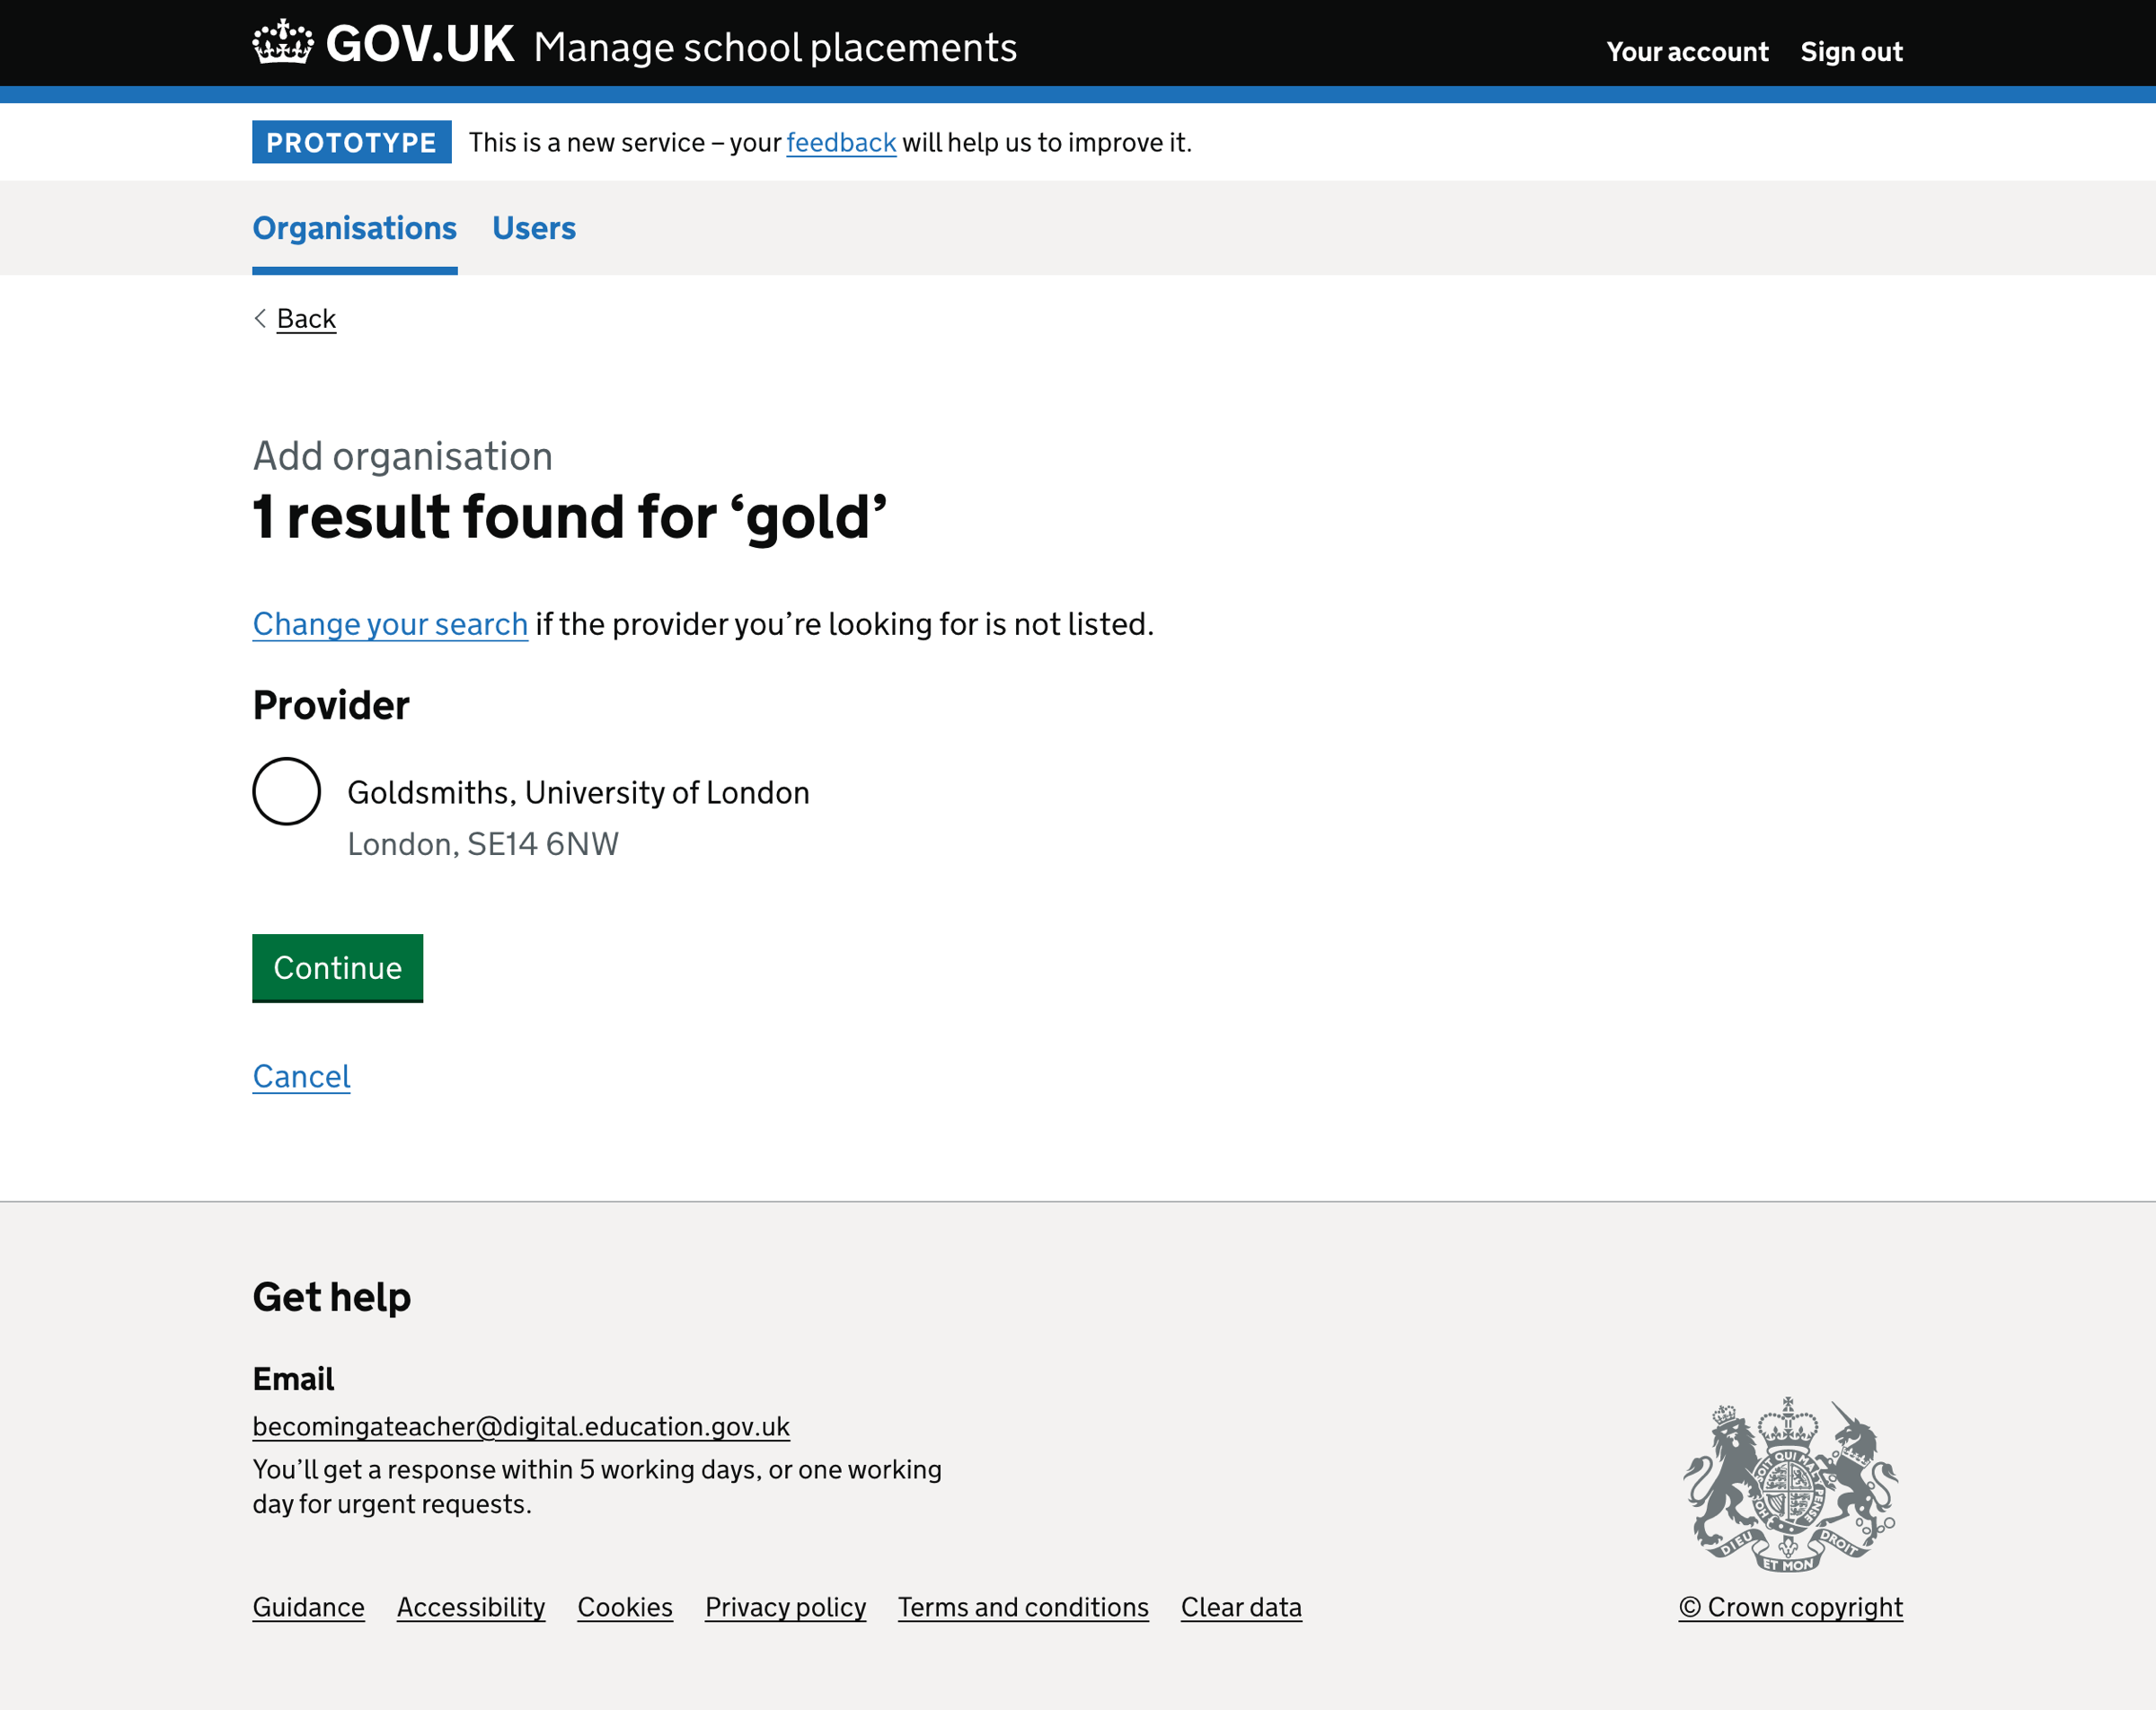 GOV.UK Manage school placements
Your account Sign out
PROTOTYPE This is a new service – your feedback will help us to improve it.
Organisations Users
Back
Add organisation
1 result found for ‘gold’
Change your search if the provider you’re looking for is not listed.
Provider
Goldsmiths, University of London
London, SE14 6NW
Continue
Cancel
Get help
Email
becomingateacher@digital.education.gov.uk
You’ll get a response within 5 working days, or one working
day for urgent requests.
DIEU ET MON DROIT
Guidance Accessibility Cookies Privacy policy Terms and conditions Clear data
© Crown copyright